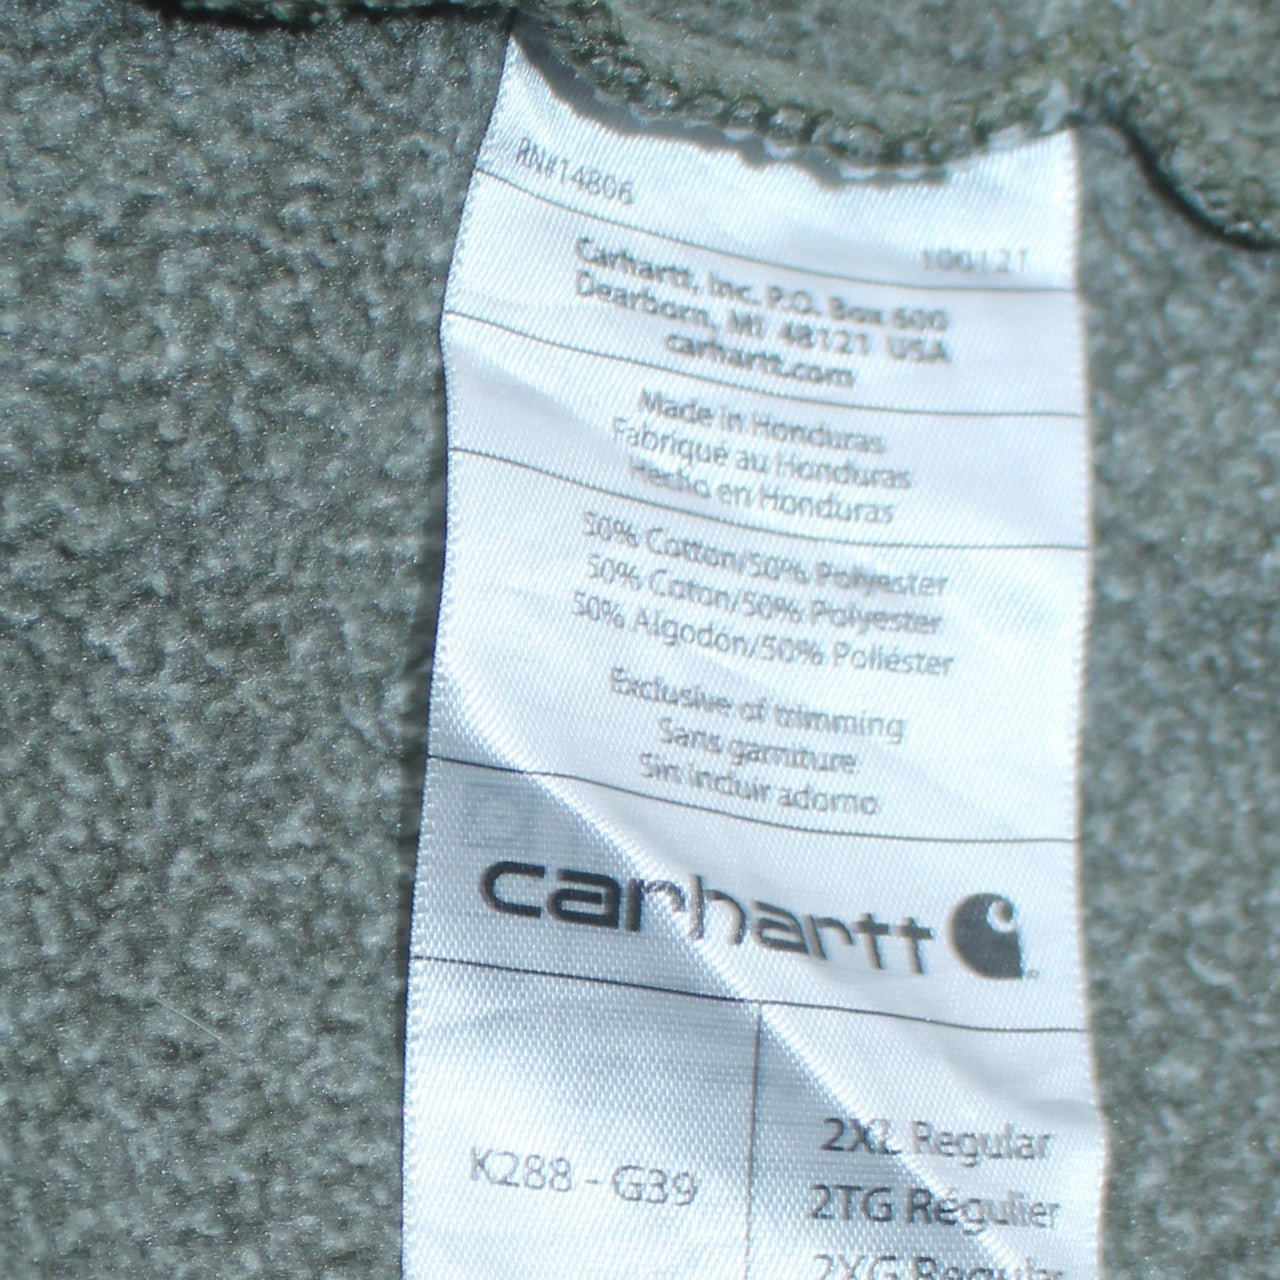 RN#14806
100121
Carhartt, Inc. P.O. Box 600
Dearborn, MI 48121 USA
carhartt.com
Made in Honduras
Fabriqué au Honduras
Hecho en Honduras
50% Cotton/50% Polyester
50% Coton/50% Polyester
50% Algodón/50% Poliéster
Exclusive of trimming
Sans garniture
Sin incluir adorno
carhartt
K288 - G39
2XL Regular
2TG Régulier
2XG Regular